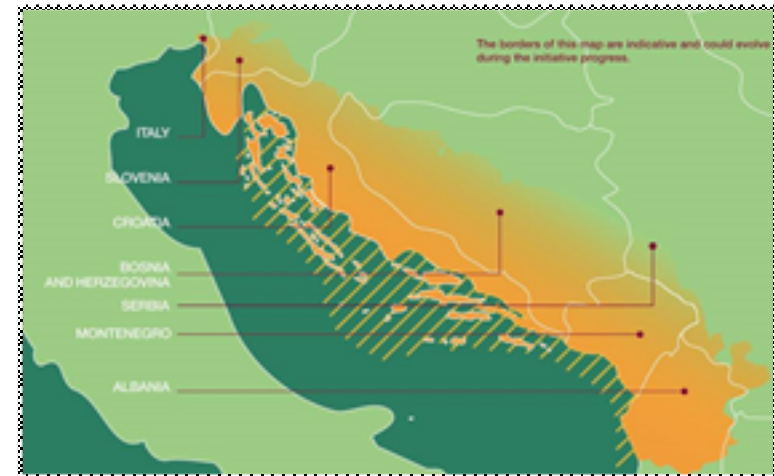 The borders of this map are indicative and could evolve
during the initiative progress.
ITALY
SLOVENIA
CROATIA
BOSNIA
AND HERZEGOVINA
SERBIA
MONTENEGRO
ALBANIA